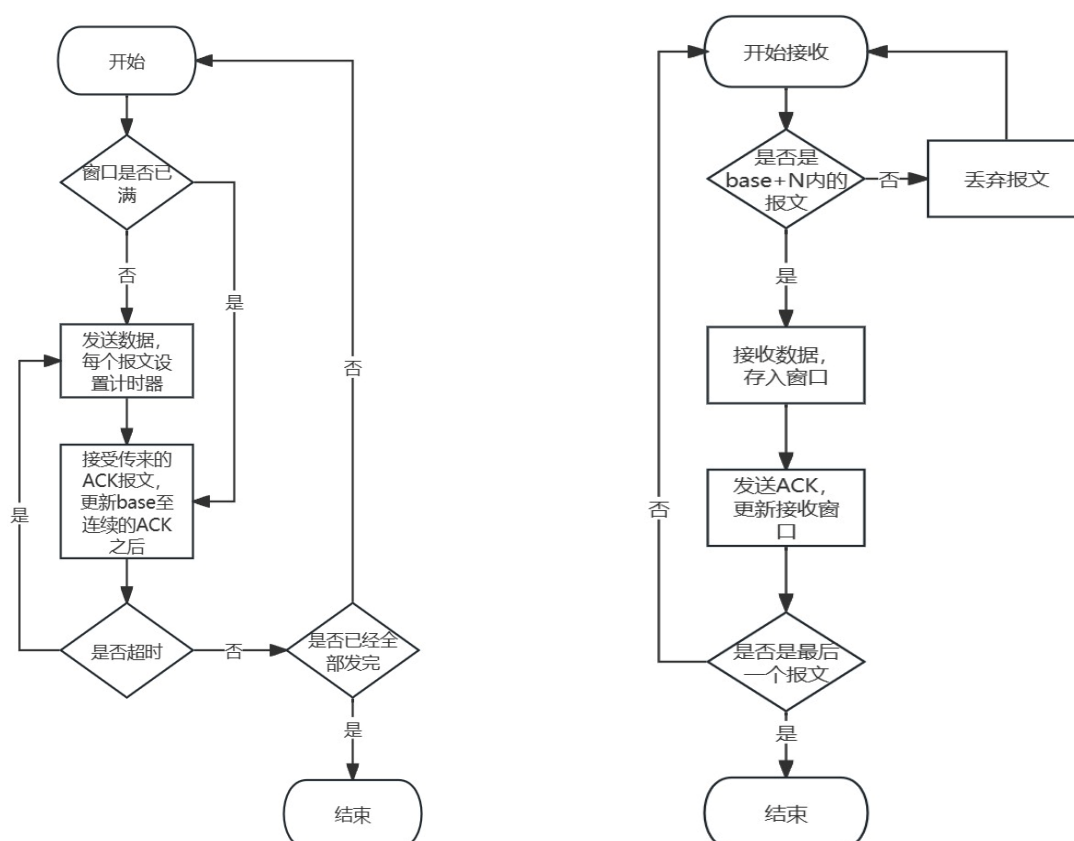 开始
窗口是否已
满
否
是
发送数据，
每个报文设
置计时器
接受传来的
ACK报文，
更新base至
连续的ACK
之后
是
是否超时
否
是否已经全
部发完
否
是
结束
开始接收
是否是
base+N内的
报文
否
丢弃报文
是
接收数据，
存入窗口
发送ACK，
更新接收窗
口
否
是否是最后
一个报文
是
结束